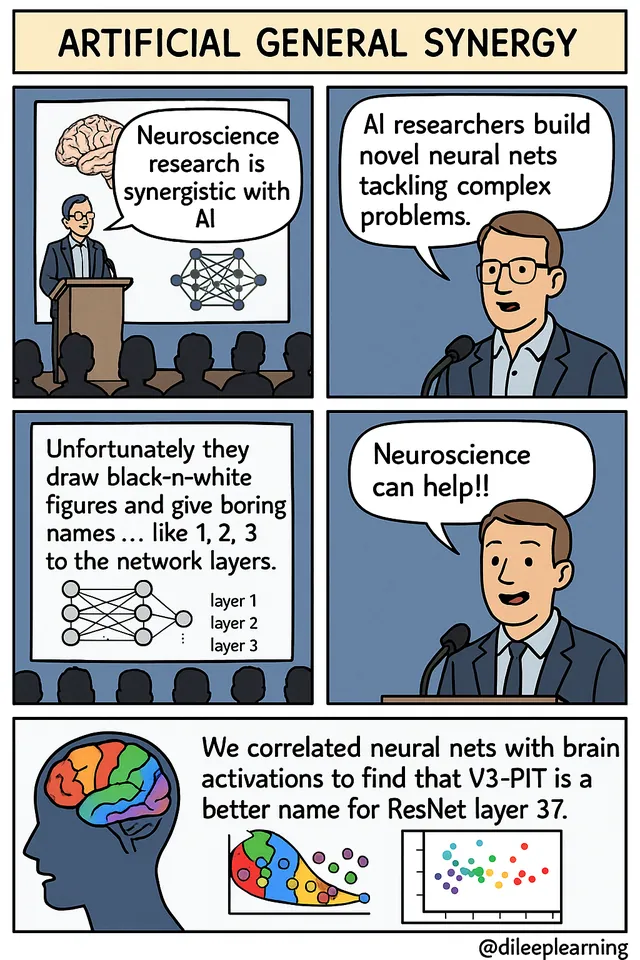 ARTIFICIAL GENERAL SYNERGY
Neuroscience
research is
synergistic with
AI
AI researchers build
novel neural nets
tackling complex
problems.
Unfortunately they
draw black-n-white
figures and give boring
names ... like 1, 2, 3
to the network layers.
layer 1
layer 2
layer 3
Neuroscience
can help!!
We correlated neural nets with brain
activations to find that V3-PIT is a
better name for ResNet layer 37.
@dileeplearning